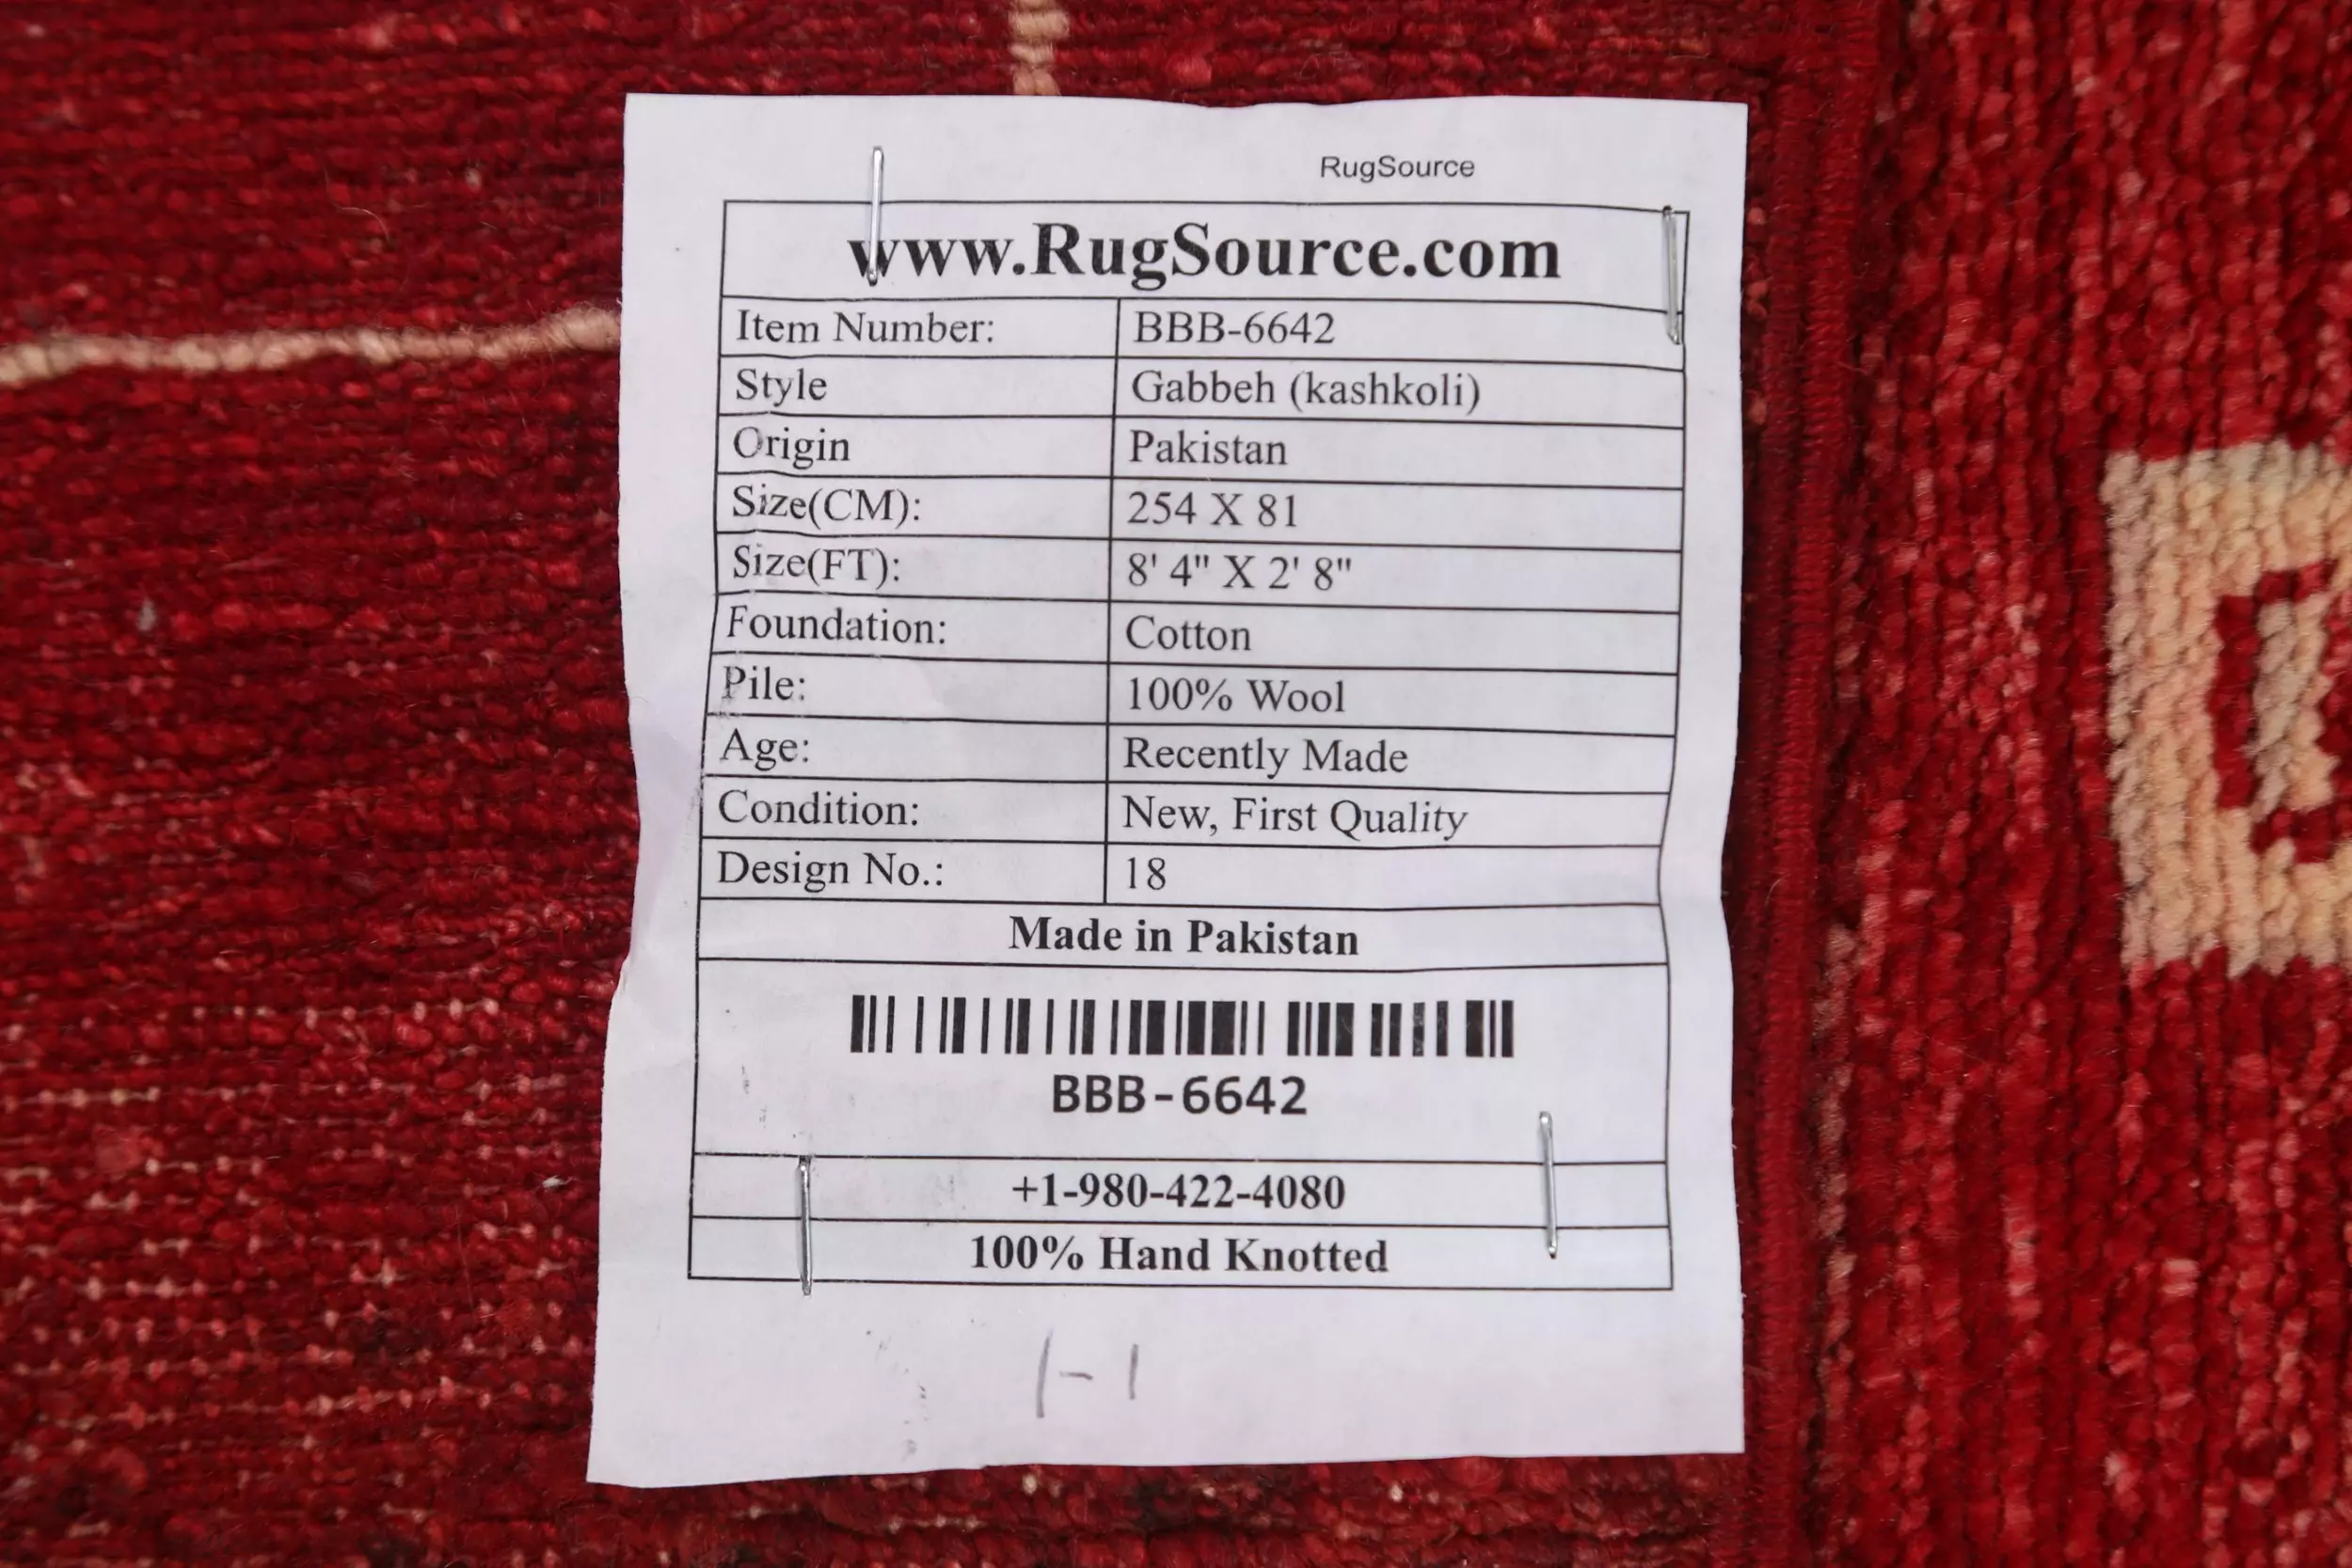 RugSource
www.RugSource.com
Item Number: BBB-6642
Style Gabbeh (kashkoli)
Origin Pakistan
Size(CM): 254 X 81
Size(FT): 8' 4" X 2' 8"
Foundation: Cotton
Pile: 100% Wool
Age: Recently Made
Condition: New, First Quality
Design No.: 18
Made in Pakistan
BBB-6642
+1-980-422-4080
100% Hand Knotted
1-1